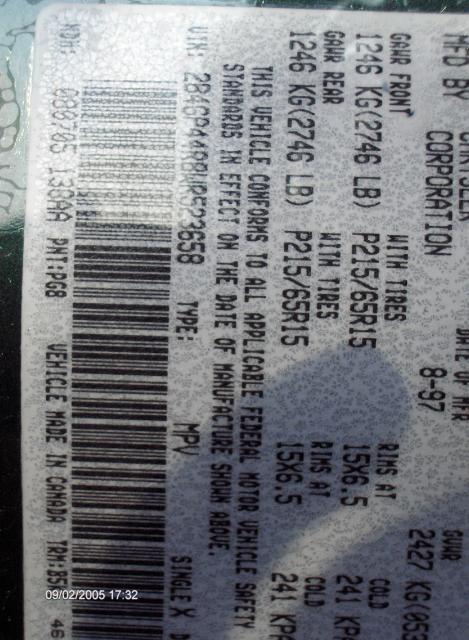 MFD BY CORPORATION DATE OF MFR 8-97 GVWR 2427 KG
GAWR FRONT WITH TIRES RIMS AT COLD
1246 KG(2746 LB) P215/65R15 15X6.5 241 KPA
GAWR REAR WITH TIRES RIMS AT COLD
1246 KG(2746 LB) P215/65R15 15X6.5 241 KPA
THIS VEHICLE CONFORMS TO ALL APPLICABLE FEDERAL MOTOR VEHICLE SAFETY
STANDARDS IN EFFECT ON THE DATE OF MANUFACTURE SHOWN ABOVE.
VIN: TYPE: MPV SINGLE X
MDH: 080705 PNT:PG8 VEHICLE MADE IN CANADA
09/02/2005 17:32